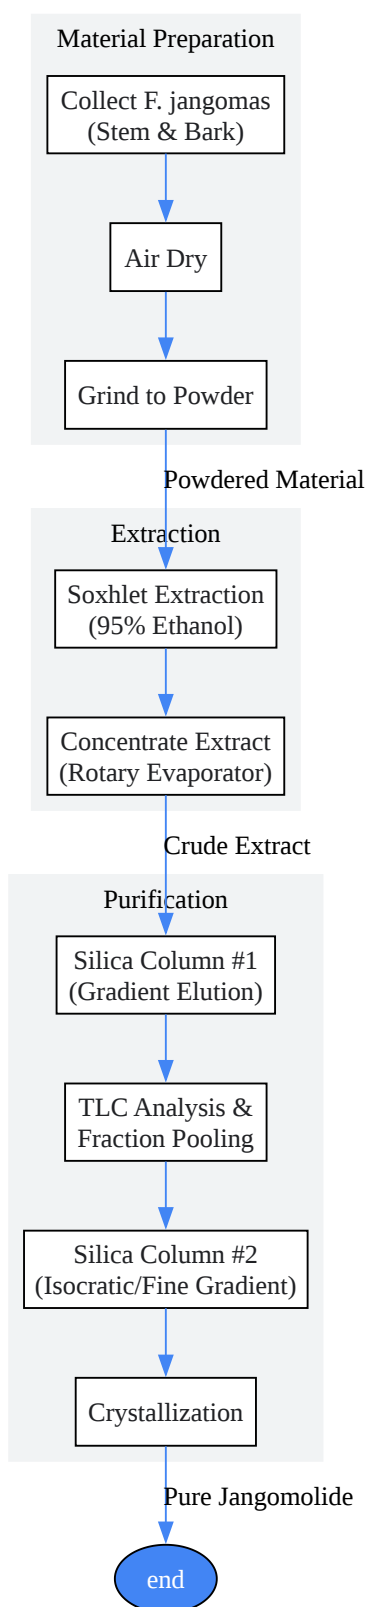 Material Preparation
Collect F. jangomas
(Stem & Bark)
Air Dry
Grind to Powder
Powdered Material
Extraction
Soxhlet Extraction
(95% Ethanol)
Concentrate Extract
(Rotary Evaporator)
Crude Extract
Purification
Silica Column #1
(Gradient Elution)
TLC Analysis &
Fraction Pooling
Silica Column #2
(Isocratic/Fine Gradient)
Crystallization
Pure Jangomolide
end